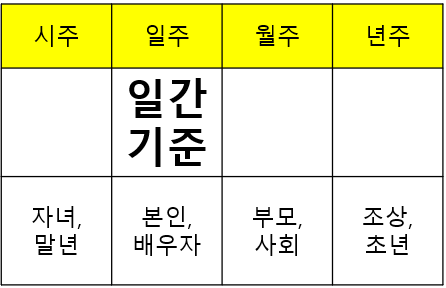 시주 일주 월주 년주
일간
기준
자녀, 본인, 부모, 조상,
말년 배우자 사회 초년